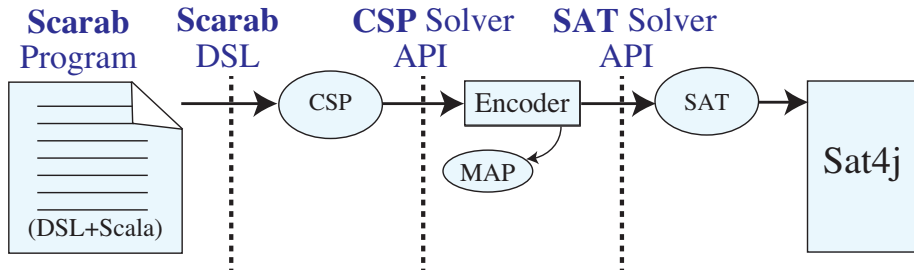 Scarab Program
Scarab DSL
CSP Solver API
SAT Solver API
(DSL+Scala)
CSP
Encoder
MAP
SAT
Sat4j